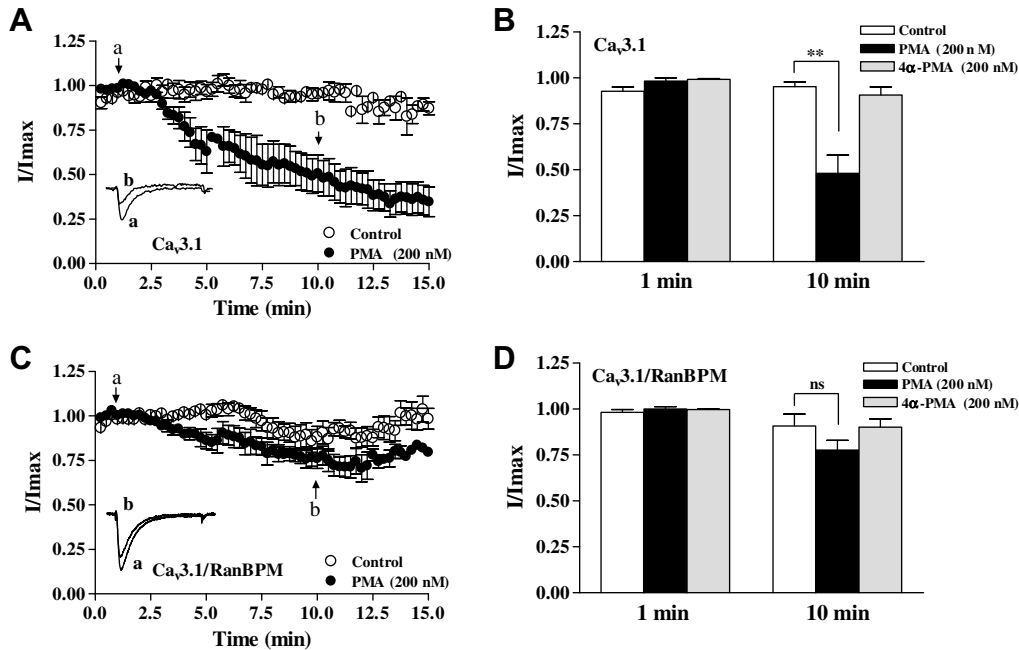 A
1.25
1.00
0.75
0.50
0.25
0.00
I/Imax
a
b
b
a
Caᵥ3.1
Control
PMA (200 nM)
0.0 2.5 5.0 7.5 10.0 12.5 15.0
Time (min)
B
1.25
1.00
0.75
0.50
0.25
0.00
I/Imax
Caᵥ3.1
Control
PMA (200 n M)
4α-PMA (200 nM)
**
1 min 10 min
C
1.25
1.00
0.75
0.50
0.25
0.00
I/Imax
a
b
b
a
Caᵥ3.1/RanBPM
Control
PMA (200 nM)
0.0 2.5 5.0 7.5 10.0 12.5 15.0
Time (min)
D
1.25
1.00
0.75
0.50
0.25
0.00
I/Imax
Caᵥ3.1/RanBPM
Control
PMA (200 nM)
4α-PMA (200 nM)
ns
1 min 10 min